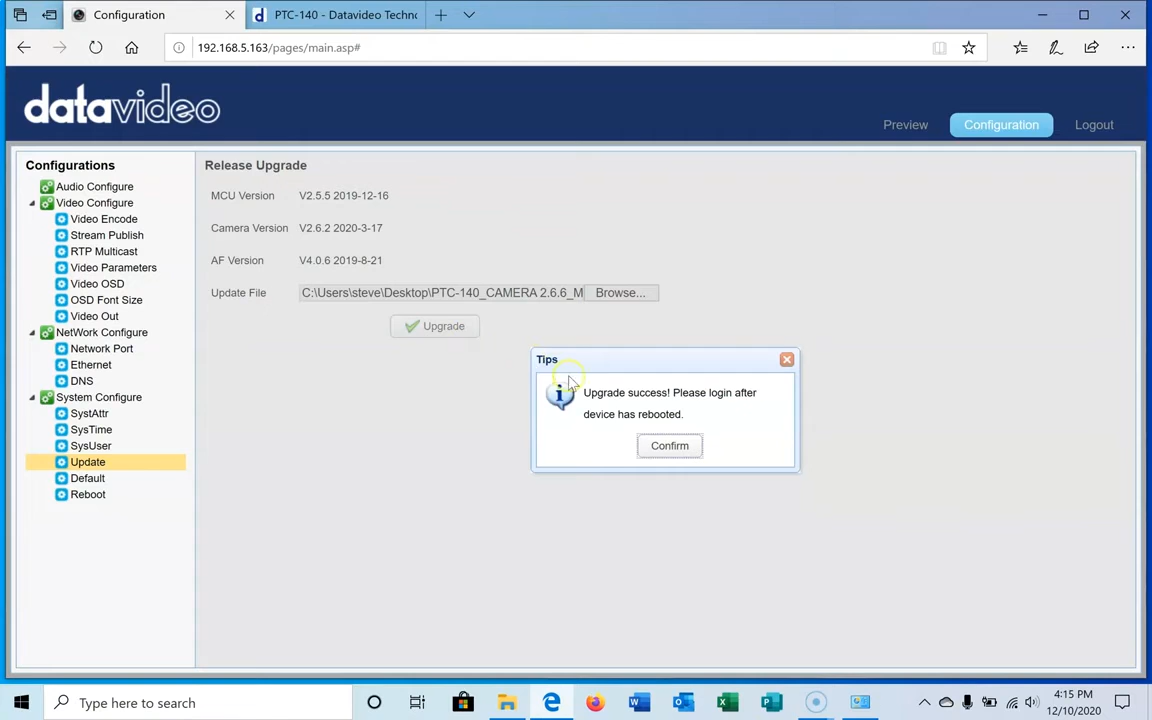 Configuration
PTC-140 - Datavideo Techno
192.168.5.163/pages/main.asp#
datavideo
Preview
Configuration
Logout
Configurations
Audio Configure
Video Configure
Video Encode
Stream Publish
RTP Multicast
Video Parameters
Video OSD
OSD Font Size
Video Out
NetWork Configure
Network Port
Ethernet
DNS
System Configure
SystAttr
SysTime
SysUser
Update
Default
Reboot
Release Upgrade
MCU Version V2.5.5 2019-12-16
Camera Version V2.6.2 2020-3-17
AF Version V4.0.6 2019-8-21
Update File C:\Users\steve\Desktop\PTC-140_CAMERA 2.6.6_M Browse...
Upgrade
Tips
Upgrade success! Please login after
device has rebooted.
Confirm
Type here to search
4:15 PM
12/10/2020